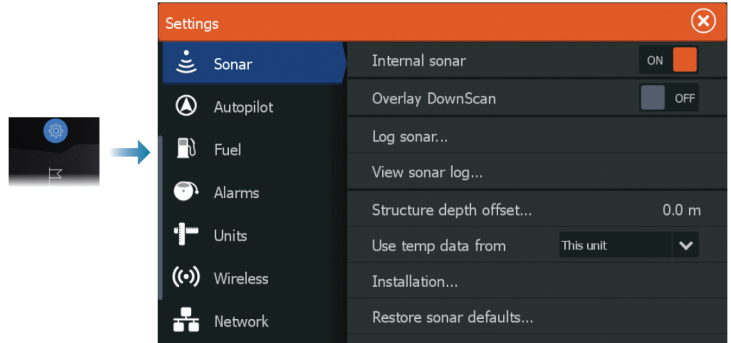 Settings
Sonar
Autopilot
Fuel
Alarms
Units
Wireless
Network
Internal sonar ON
Overlay DownScan OFF
Log sonar...
View sonar log...
Structure depth offset... 0.0 m
Use temp data from This unit
Installation...
Restore sonar defaults...